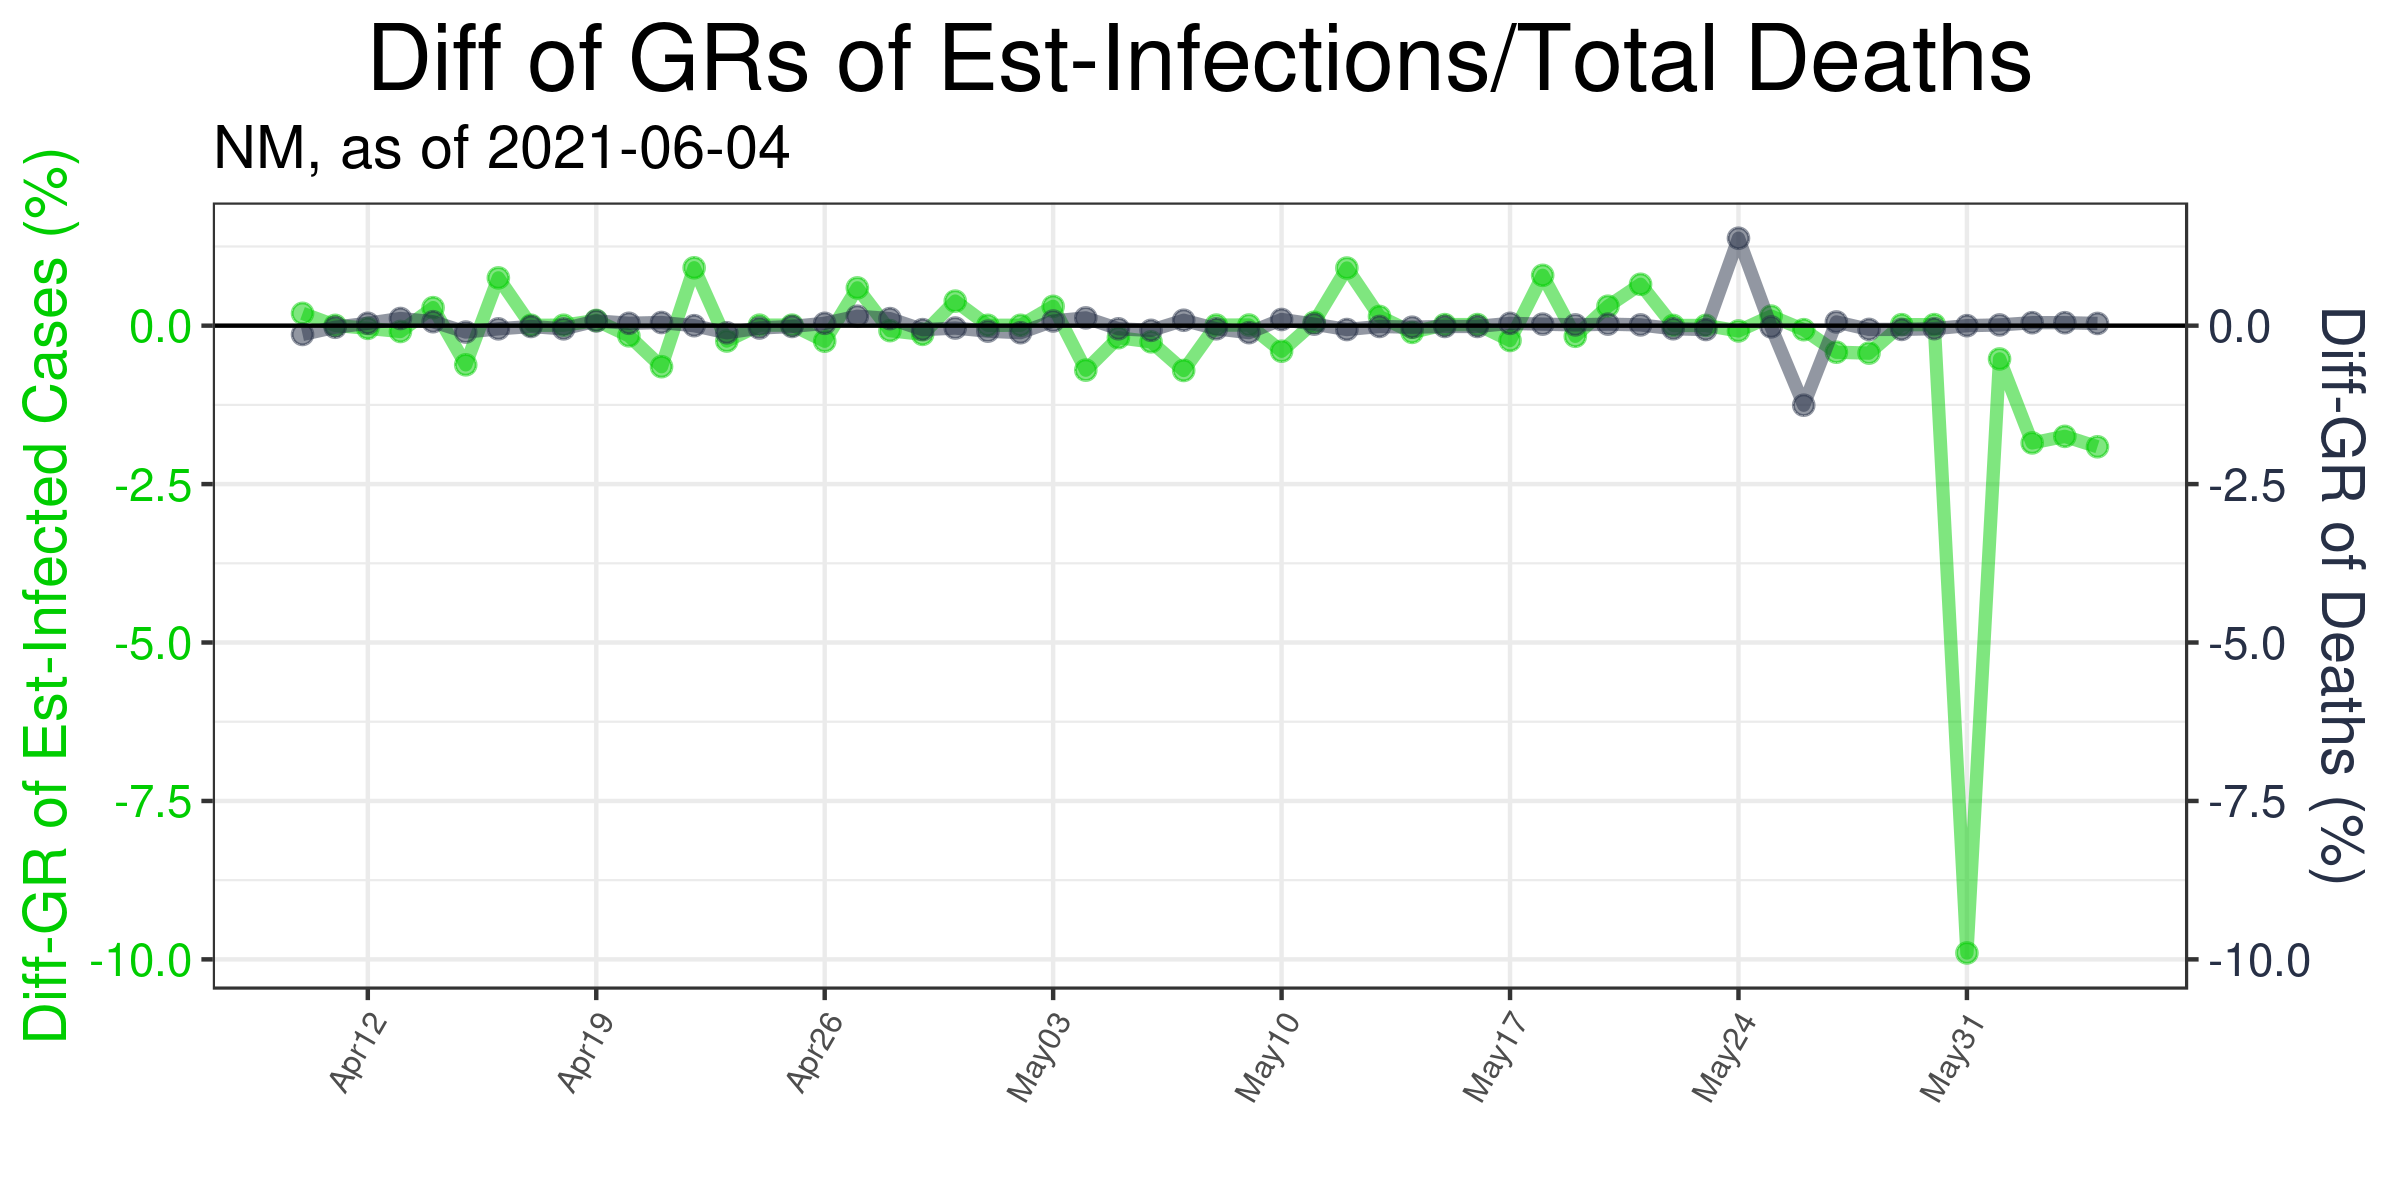 Diff of GRs of Est-Infections/Total Deaths
NM, as of 2021-06-04
Diff-GR of Est-Infected Cases (%)
0.0
-2.5
-5.0
-7.5
-10.0
0.0
-2.5
-5.0
-7.5
-10.0
Diff-GR of Deaths (%)
Apr12
Apr19
Apr26
May03
May10
May17
May24
May31